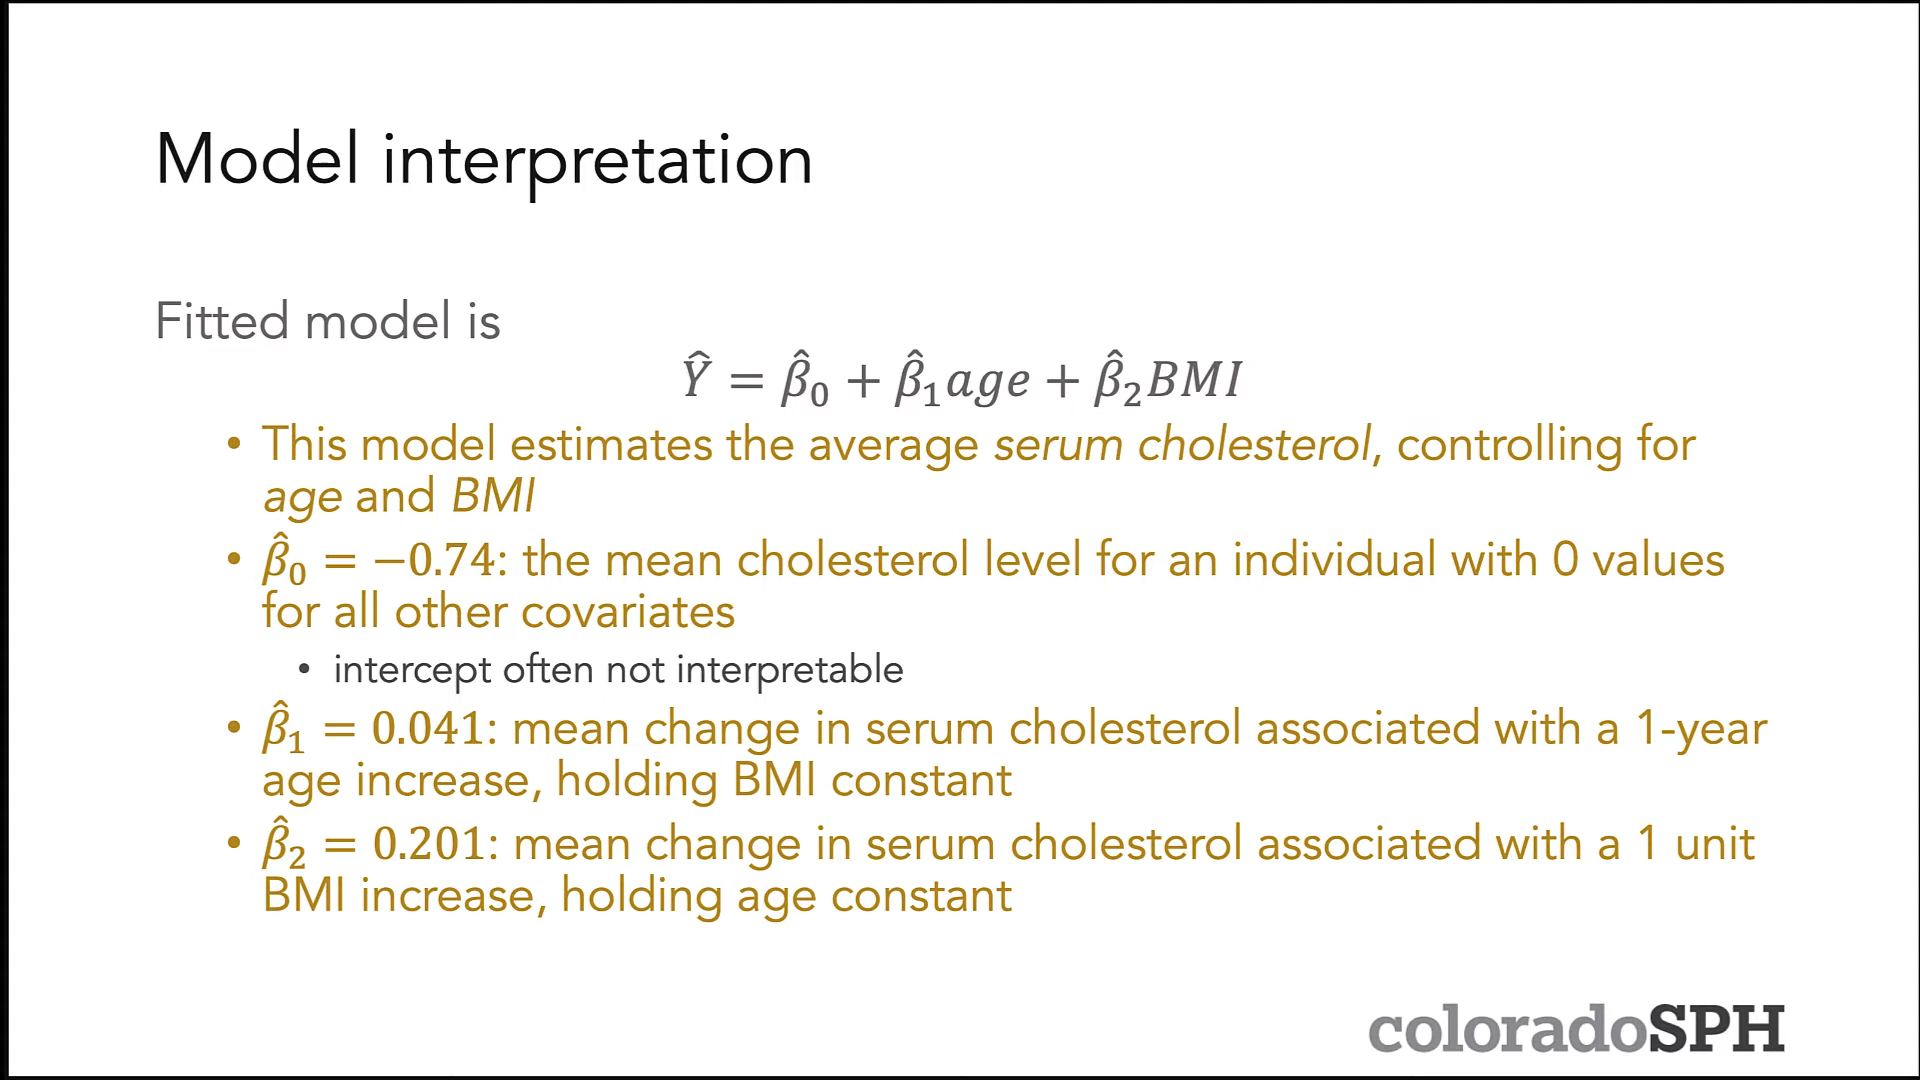 Model interpretation
Fitted model is
Ŷ = β̂₀ + β̂₁age + β̂₂BMI
• This model estimates the average serum cholesterol, controlling for
age and BMI
• β̂₀ = −0.74: the mean cholesterol level for an individual with 0 values
for all other covariates
• intercept often not interpretable
• β̂₁ = 0.041: mean change in serum cholesterol associated with a 1-year
age increase, holding BMI constant
• β̂₂ = 0.201: mean change in serum cholesterol associated with a 1 unit
BMI increase, holding age constant
coloradoSPH